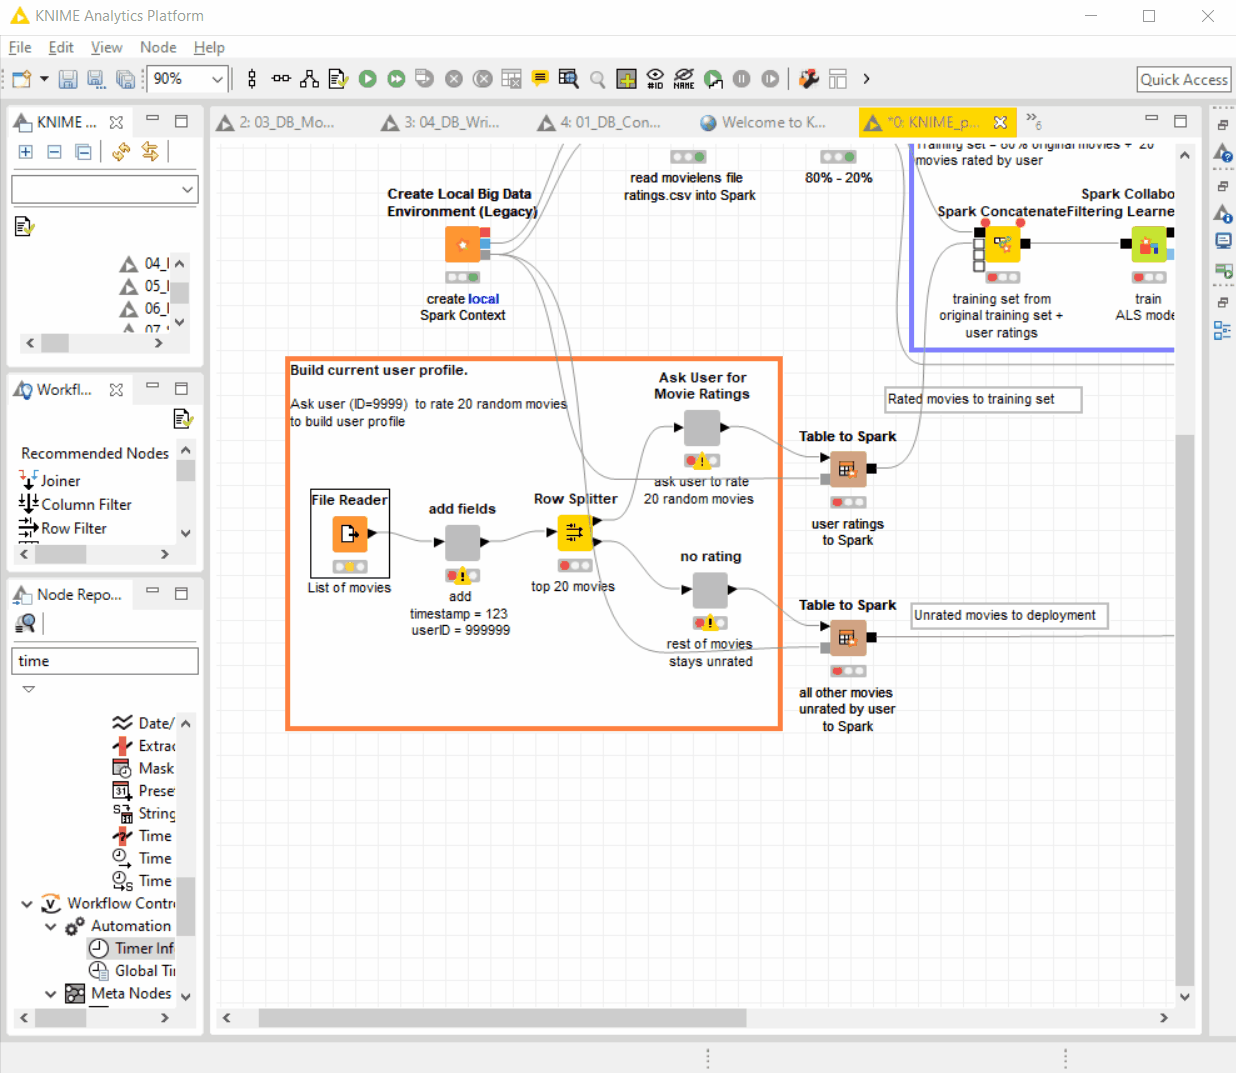 KNIME Analytics Platform
File Edit View Node Help
90%
Quick Access
KNIME ...
2: 03_DB_Mo...
3: 04_DB_Wri...
4: 01_DB_Con...
Welcome to K...
*0: KNIME_p...
»6
Training set = 80% original movies + 20
movies rated by user
read movielens file
ratings.csv into Spark
80% - 20%
Create Local Big Data
Environment (Legacy)
create local
Spark Context
Spark Collabo
Spark Concatenate
Filtering Learne
training set from
original training set +
user ratings
train
ALS mode
04_I
05_I
06_I
Workfl...
Recommended Nodes
Joiner
Column Filter
Row Filter
Build current user profile.
Ask user (ID=9999) to rate 20 random movies
to build user profile
Ask User for
Movie Ratings
ask user to rate
20 random movies
Rated movies to training set
Table to Spark
user ratings
to Spark
File Reader
List of movies
add fields
add
timestamp = 123
userID = 999999
Row Splitter
top 20 movies
no rating
rest of movies
stays unrated
Table to Spark
all other movies
unrated by user
to Spark
Unrated movies to deployment
Node Repo...
time
Date/
Extrac
Mask
Prese
String
Time
Time
Time
Workflow Contr
Automation
Timer Inf
Global Ti
Meta Nodes